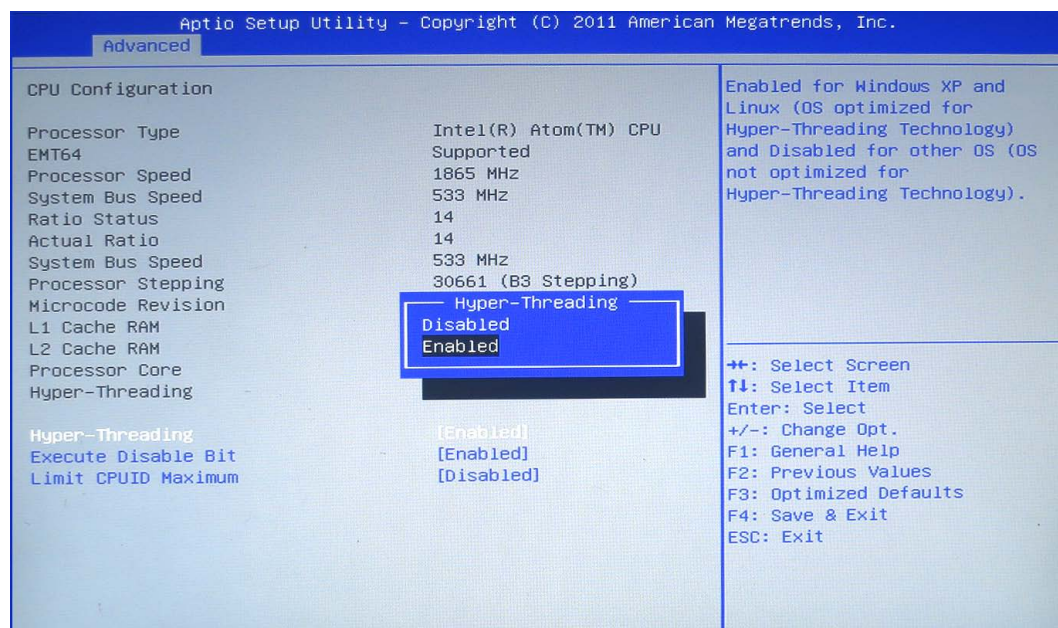 Aptio Setup Utility – Copyright (C) 2011 American Megatrends, Inc.
Advanced
CPU Configuration
Processor Type Intel(R) Atom(TM) CPU
EMT64 Supported
Processor Speed 1865 MHz
System Bus Speed 533 MHz
Ratio Status 14
Actual Ratio 14
System Bus Speed 533 MHz
Processor Stepping 30661 (B3 Stepping)
Microcode Revision
L1 Cache RAM
L2 Cache RAM
Processor Core
Hyper-Threading
Hyper-Threading [Enabled]
Execute Disable Bit [Enabled]
Limit CPUID Maximum [Disabled]
Hyper-Threading
Disabled
Enabled
Enabled for Windows XP and
Linux (OS optimized for
Hyper-Threading Technology)
and Disabled for other OS (OS
not optimized for
Hyper-Threading Technology).
→←: Select Screen
↑↓: Select Item
Enter: Select
+/-: Change Opt.
F1: General Help
F2: Previous Values
F3: Optimized Defaults
F4: Save & Exit
ESC: Exit